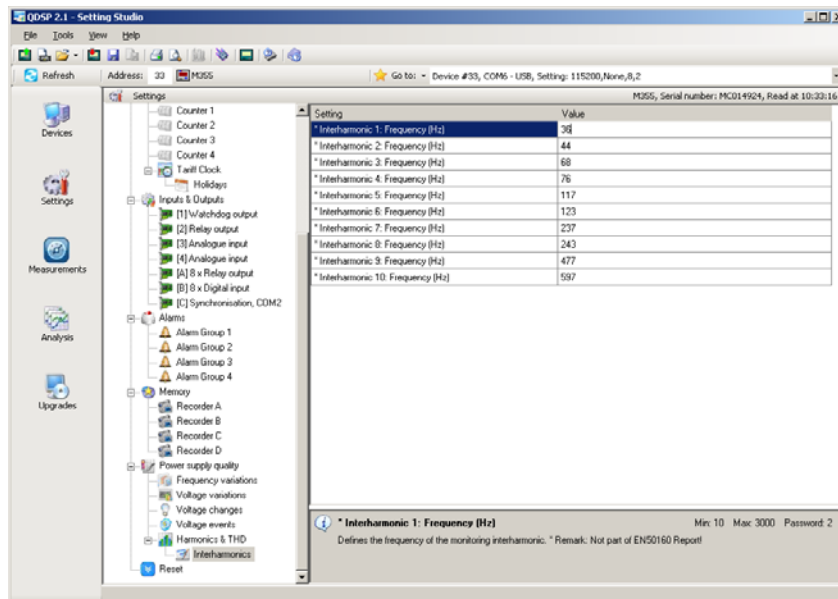 QDSP 2.1 - Setting Studio
File Tools View Help
Refresh Address: 33 M355 Go to: Device #33, COM6 - USB, Setting: 115200,None,8,2
Settings M355, Serial number: MC014924, Read at 10:33:16
Devices
Settings
Measurements
Analysis
Upgrades
Counter 1
Counter 2
Counter 3
Counter 4
Tariff Clock
Holidays
Inputs & Outputs
[1] Watchdog output
[2] Relay output
[3] Analogue input
[4] Analogue input
[A] 8 x Relay output
[B] 8 x Digital input
[C] Synchronisation, COM2
Alarms
Alarm Group 1
Alarm Group 2
Alarm Group 3
Alarm Group 4
Memory
Recorder A
Recorder B
Recorder C
Recorder D
Power supply quality
Frequency variations
Voltage variations
Voltage changes
Voltage events
Harmonics & THD
Interharmonics
Reset
Setting Value
* Interharmonic 1: Frequency (Hz) 36
* Interharmonic 2: Frequency (Hz) 44
* Interharmonic 3: Frequency (Hz) 68
* Interharmonic 4: Frequency (Hz) 76
* Interharmonic 5: Frequency (Hz) 117
* Interharmonic 6: Frequency (Hz) 123
* Interharmonic 7: Frequency (Hz) 237
* Interharmonic 8: Frequency (Hz) 243
* Interharmonic 9: Frequency (Hz) 477
* Interharmonic 10: Frequency (Hz) 597
* Interharmonic 1: Frequency (Hz) Min: 10 Max: 3000 Password: 2
Defines the frequency of the monitoring interharmonic. * Remark: Not part of EN50160 Report!